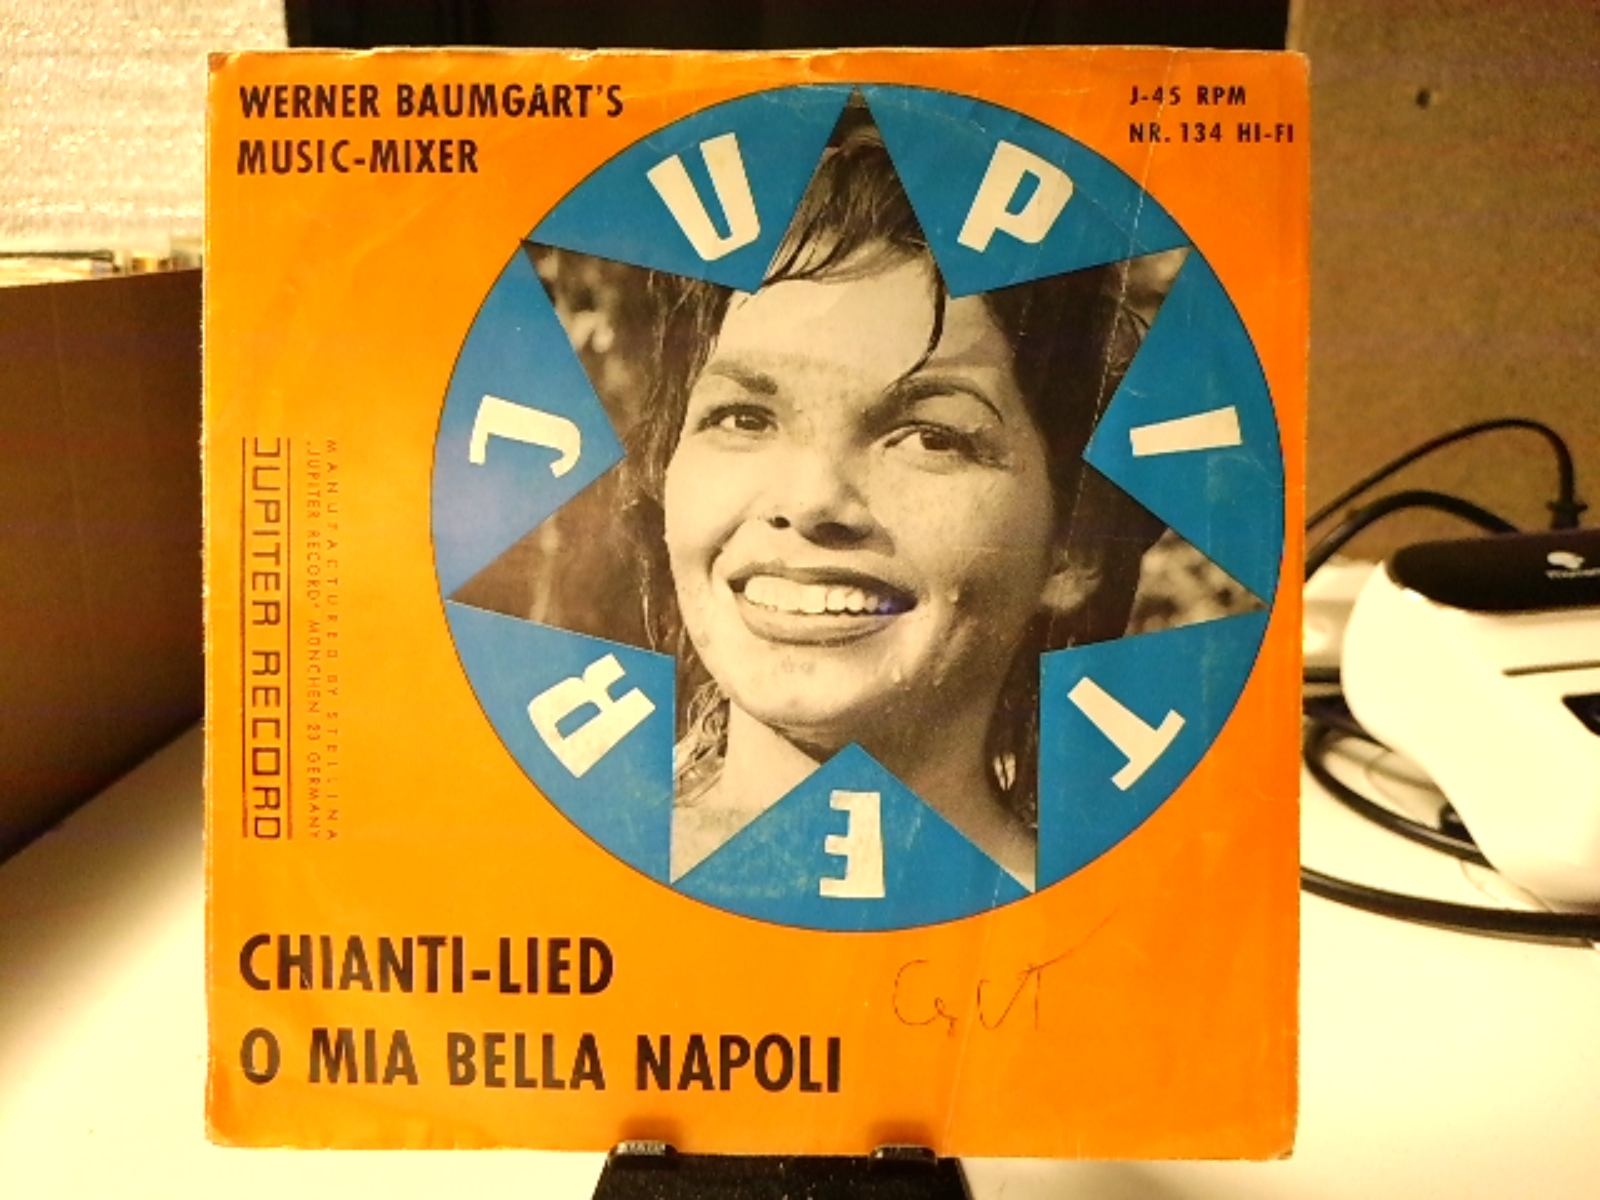 WERNER BAUMGART'S
MUSIC-MIXER
J-45 RPM
NR. 134 HI-FI
JUPITER
MANUFACTURED BY STELLINA
„JUPITER RECORD" MÜNCHEN 23 GERMANY
JUPITER RECORD
CHIANTI-LIED
O MIA BELLA NAPOLI